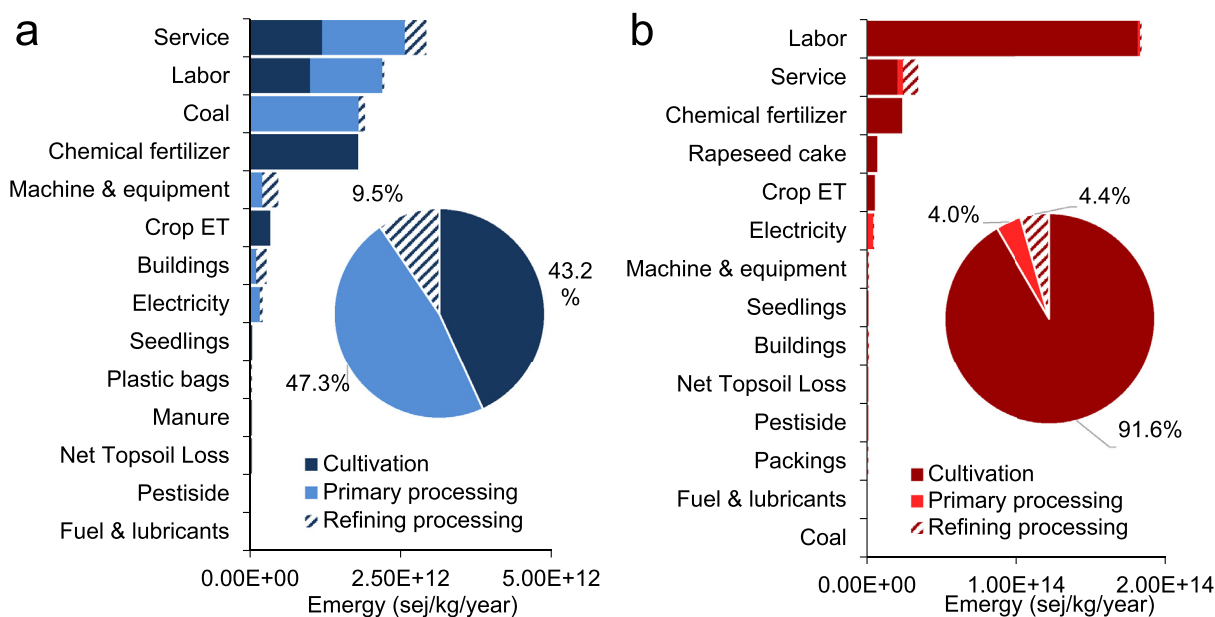 a
Service
Labor
Coal
Chemical fertilizer
Machine & equipment
Crop ET
Buildings
Electricity
Seedlings
Plastic bags
Manure
Net Topsoil Loss
Pestiside
Fuel & lubricants
9.5%
43.2
%
47.3%
Cultivation
Primary processing
Refining processing
0.00E+00
2.50E+12
5.00E+12
Emergy (sej/kg/year)
b
Labor
Service
Chemical fertilizer
Rapeseed cake
Crop ET
Electricity
Machine & equipment
Seedlings
Buildings
Net Topsoil Loss
Pestiside
Packings
Fuel & lubricants
Coal
4.4%
4.0%
91.6%
Cultivation
Primary processing
Refining processing
0.00E+00
1.00E+14
2.00E+14
Emergy (sej/kg/year)